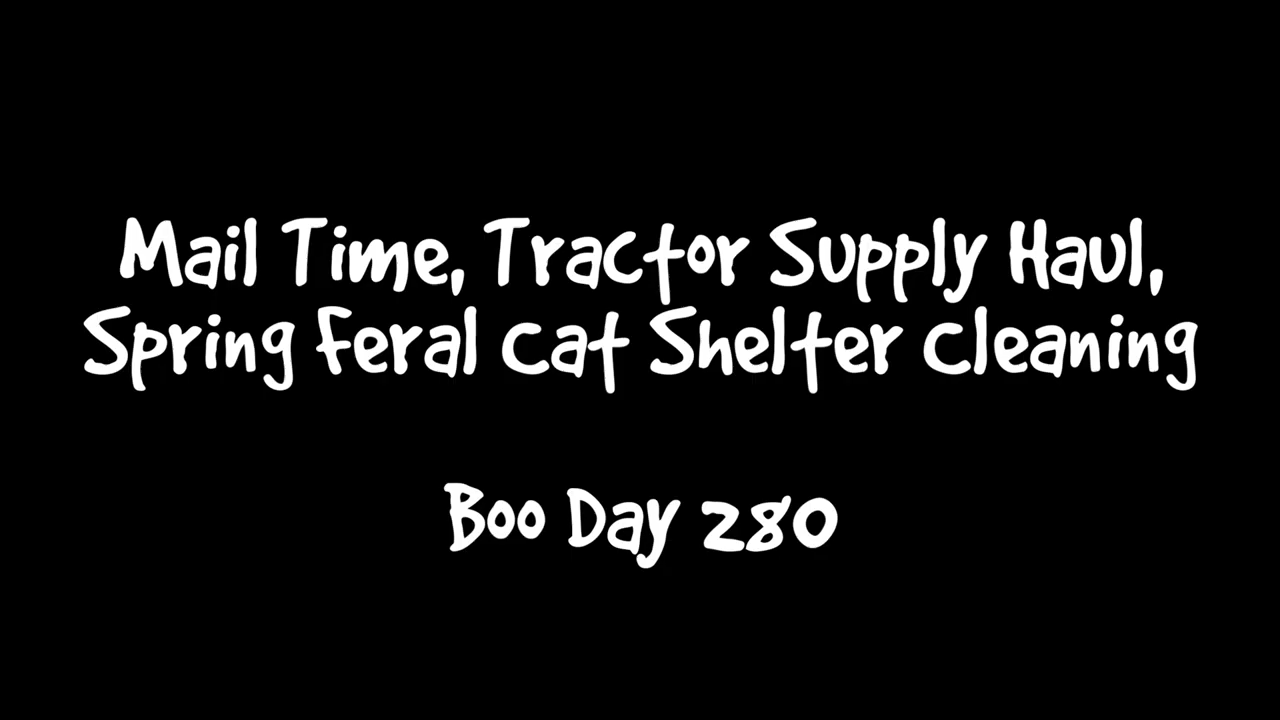 Mail Time, Tractor Supply Haul,
Spring Feral Cat Shelter Cleaning
Boo Day 280